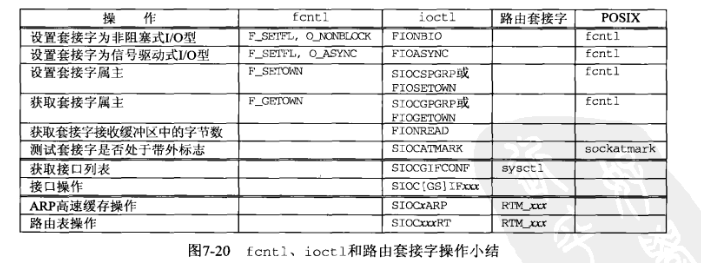 操 作 fcntl ioctl 路由套接字 POSIX
设置套接字为非阻塞式I/O型 F_SETFL, O_NONBLOCK FIONBIO fcntl
设置套接字为信号驱动式I/O型 F_SETFL, O_ASYNC FIOASYNC fcntl
设置套接字属主 F_SETOWN SIOCSPGRP或 fcntl
FIOSETOWN
获取套接字属主 F_GETOWN SIOCGPGRP或 fcntl
FIOGETOWN
获取套接字接收缓冲区中的字节数 FIONREAD
测试套接字是否处于带外标志 SIOCATMARK sockatmark
获取接口列表 SIOCGIFCONF sysctl
接口操作 SIOC[GS]IFxxx
ARP高速缓存操作 SIOCxARP RTM_xxx
路由表操作 SIOCxxxRT RTM_xxx
图7-20 fcntl、ioctl和路由套接字操作小结